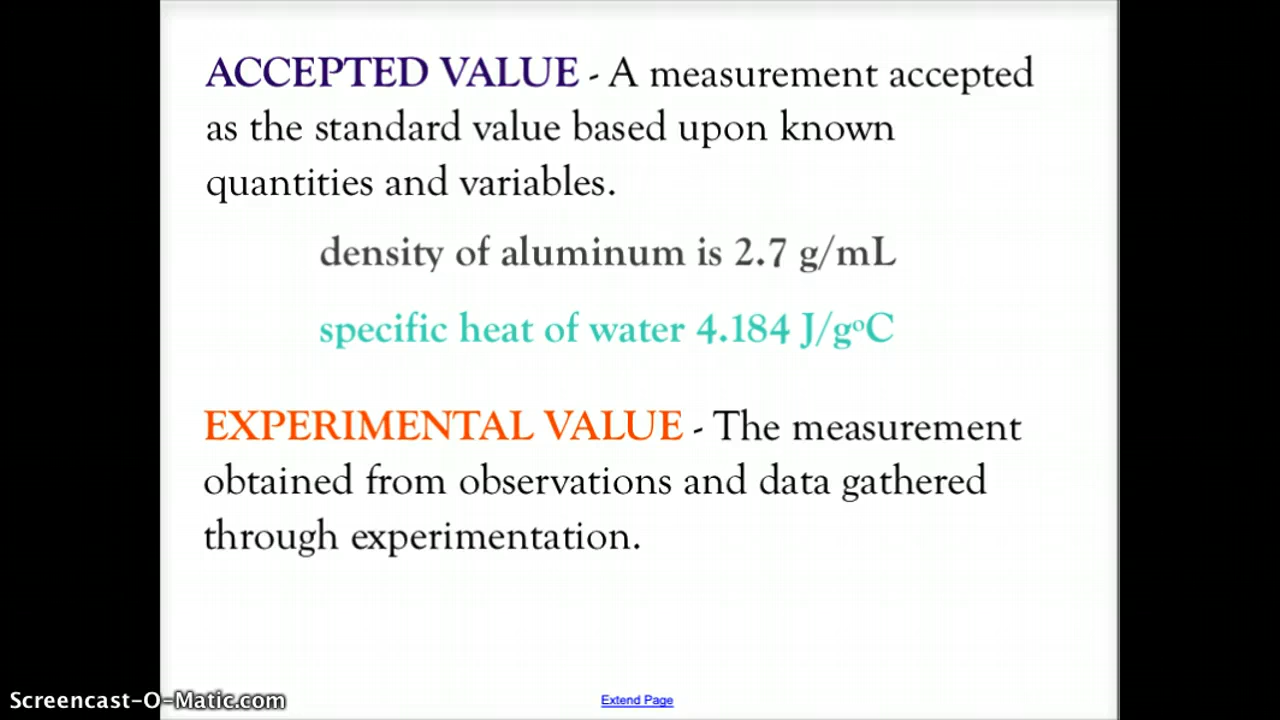 ACCEPTED VALUE - A measurement accepted
as the standard value based upon known
quantities and variables.
density of aluminum is 2.7 g/mL
specific heat of water 4.184 J/gºC
EXPERIMENTAL VALUE - The measurement
obtained from observations and data gathered
through experimentation.
Screencast-O-Matic.com
Extend Page